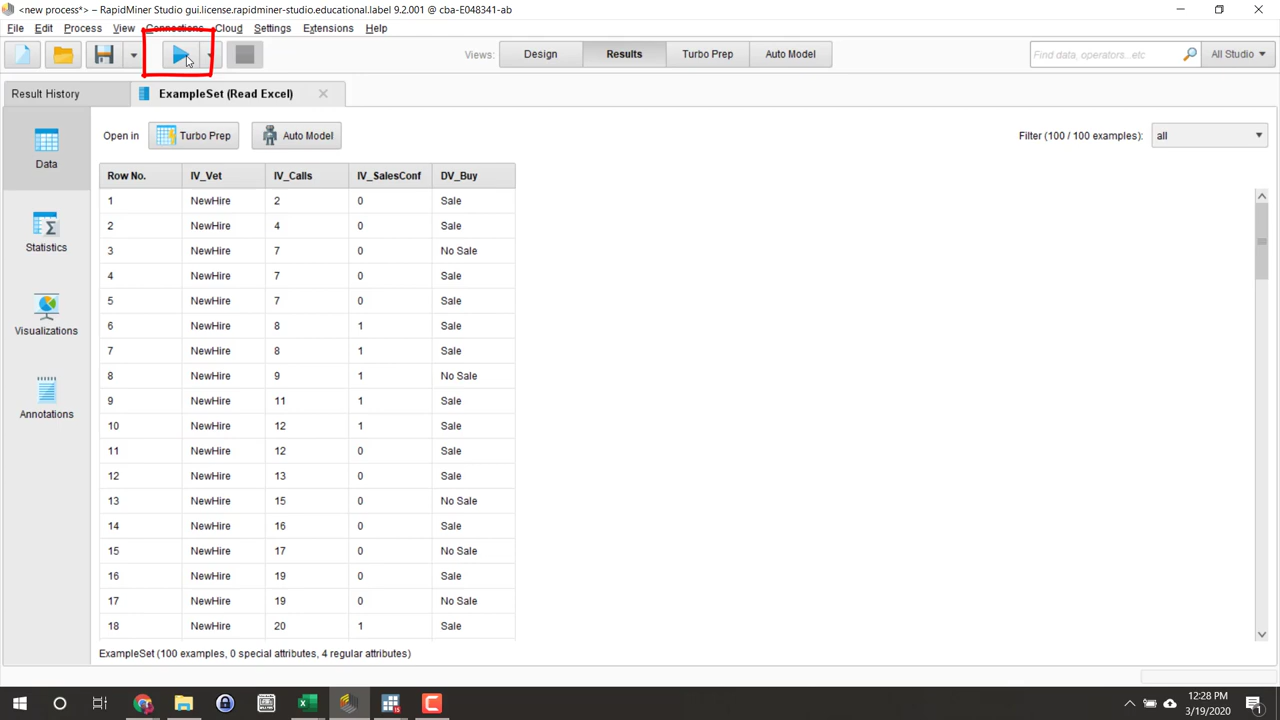 <new process*> – RapidMiner Studio gui.license.rapidminer-studio.educational.label 9.2.001 @ cba-E048341-ab
File Edit Process View Connections Cloud Settings Extensions Help
Views: Design Results Turbo Prep Auto Model Find data, operators...etc All Studio
Result History ExampleSet (Read Excel)
Open in Turbo Prep Auto Model Filter (100 / 100 examples): all
Data
Statistics
Visualizations
Annotations
Row No. IV_Vet IV_Calls IV_SalesConf DV_Buy
1 NewHire 2 0 Sale
2 NewHire 4 0 Sale
3 NewHire 7 0 No Sale
4 NewHire 7 0 Sale
5 NewHire 7 0 Sale
6 NewHire 8 1 Sale
7 NewHire 8 1 Sale
8 NewHire 9 1 No Sale
9 NewHire 11 1 Sale
10 NewHire 12 1 Sale
11 NewHire 12 0 Sale
12 NewHire 13 0 Sale
13 NewHire 15 0 No Sale
14 NewHire 16 0 Sale
15 NewHire 17 0 No Sale
16 NewHire 19 0 Sale
17 NewHire 19 0 No Sale
18 NewHire 20 1 Sale
ExampleSet (100 examples, 0 special attributes, 4 regular attributes)
12:28 PM
3/19/2020
1